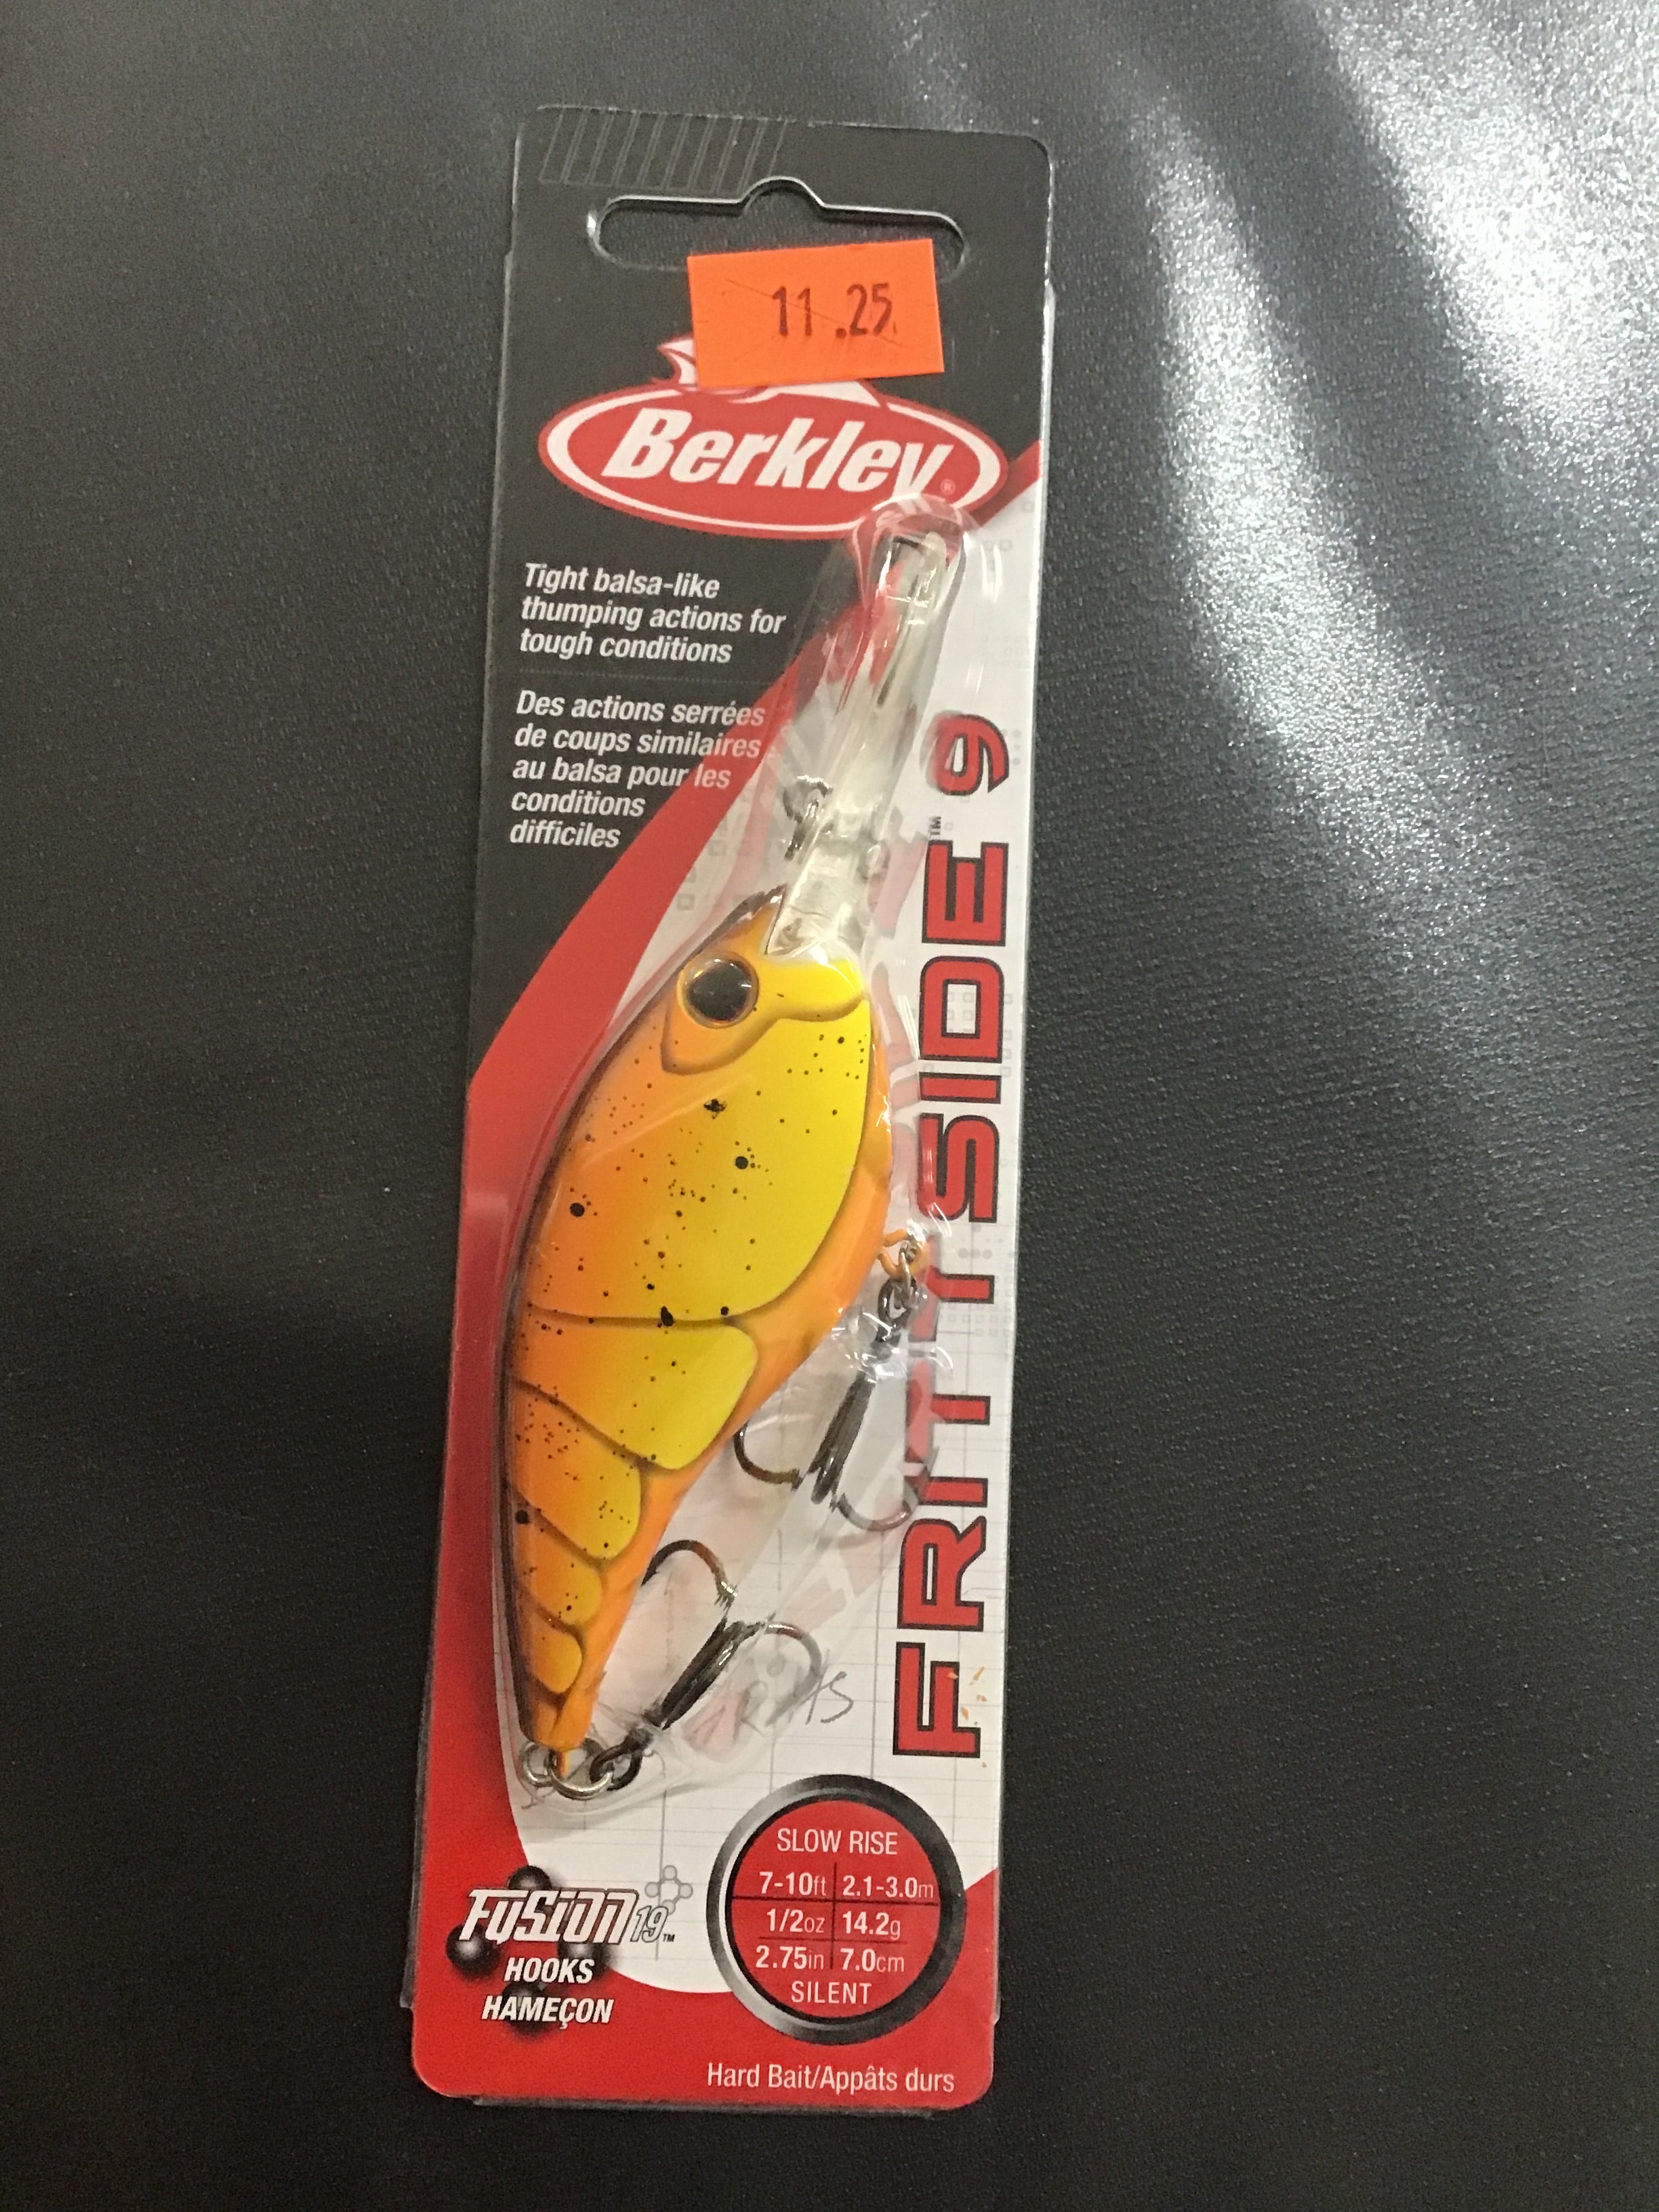 11.25
Berkley®
Tight balsa-like
thumping actions for
tough conditions
Des actions serrées
de coups similaires
au balsa pour les
conditions
difficiles
FRITTSIDE™ 9
SLOW RISE
7-10ft 2.1-3.0m
1/2oz 14.2g
2.75in 7.0cm
SILENT
Fusion19™
HOOKS
HAMEÇON
Hard Bait/Appâts durs